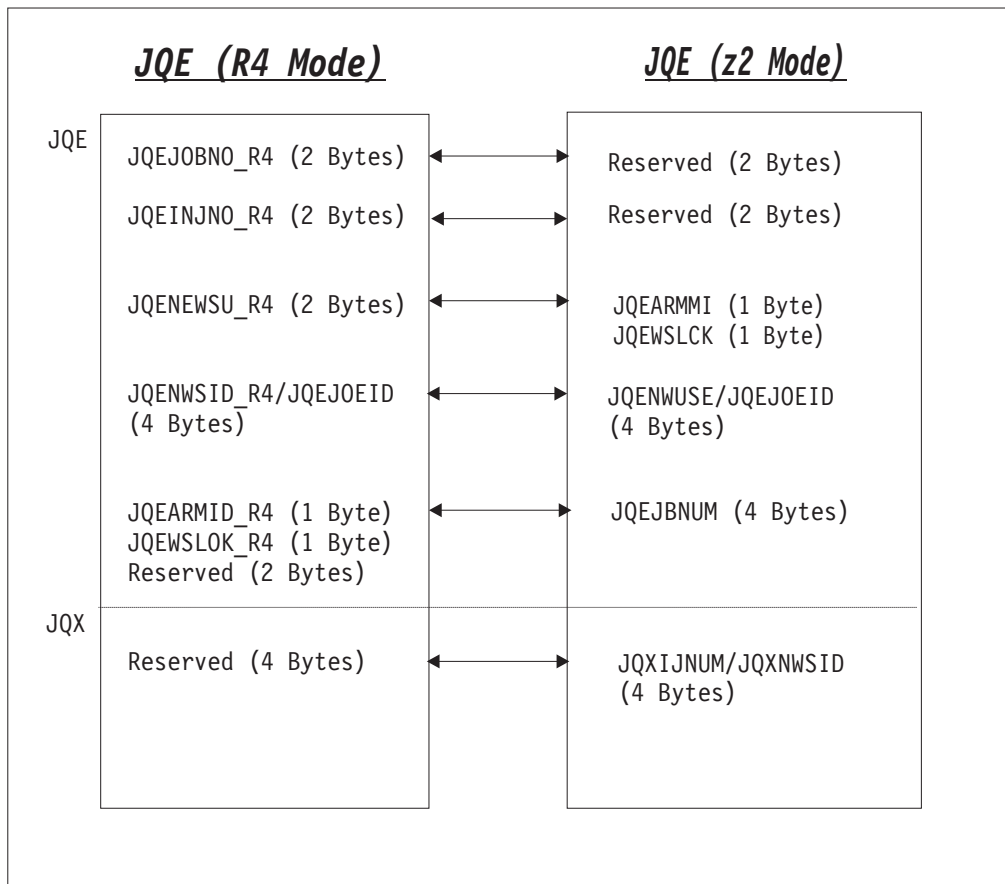 JQE (R4 Mode)
JQE (z2 Mode)
JQE
JQEJOBNO_R4 (2 Bytes)
Reserved (2 Bytes)
JQEINJNO_R4 (2 Bytes)
Reserved (2 Bytes)
JQENEWSU_R4 (2 Bytes)
JQEARMMI (1 Byte)
JQEWSLCK (1 Byte)
JQENWSID_R4/JQEJOEID
(4 Bytes)
JQENWUSE/JQEJOEID
(4 Bytes)
JQEARMID_R4 (1 Byte)
JQEWSLOK_R4 (1 Byte)
Reserved (2 Bytes)
JQEJBNUM (4 Bytes)
JQX
Reserved (4 Bytes)
JQXIJNUM/JQXNWSID
(4 Bytes)